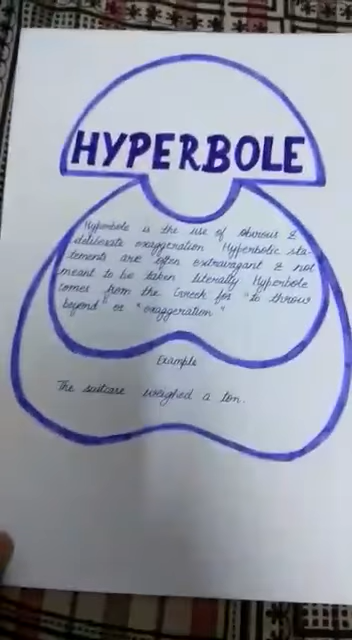 HYPERBOLE
Hyperbole is the use of obvious &
deliberate exaggeration. Hyperbolic sta-
tements are often extravagant & not
meant to be taken literally. Hyperbole
comes from the Greek for "to throw
beyond" or "exaggeration"
Example
The suitcase weighed a ton.